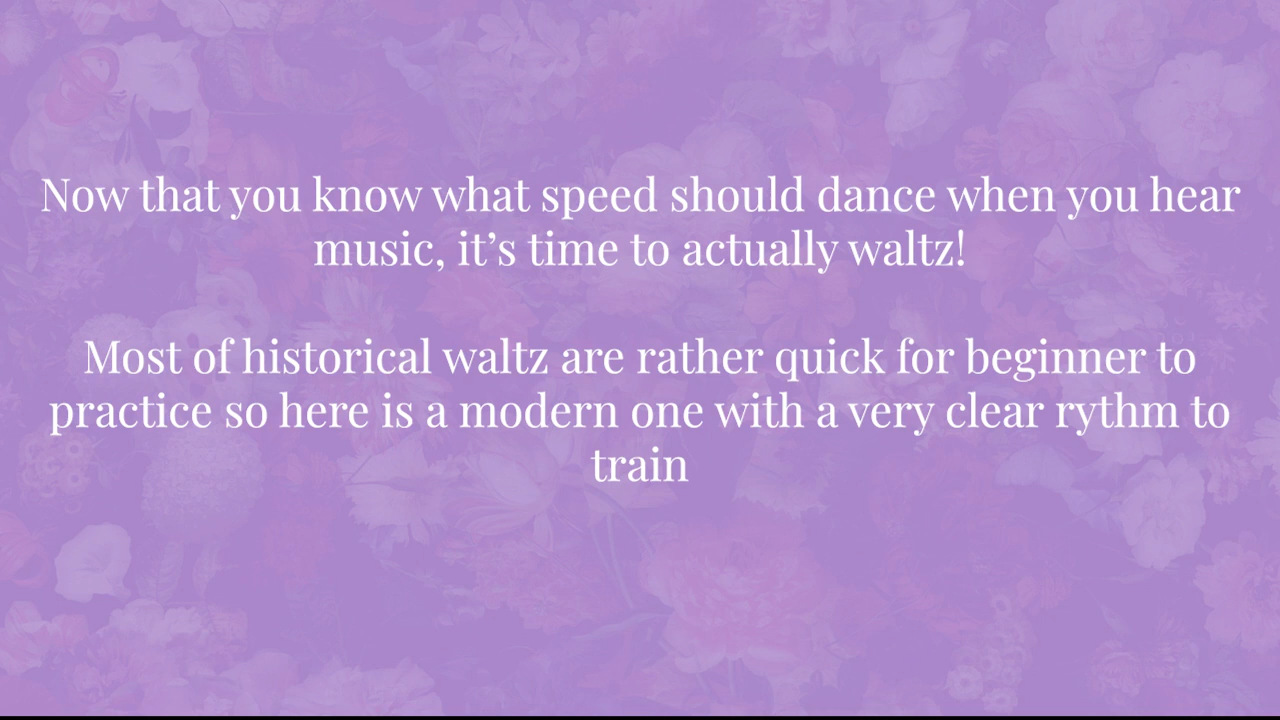 Now that you know what speed should dance when you hear
music, it’s time to actually waltz!
Most of historical waltz are rather quick for beginner to
practice so here is a modern one with a very clear rythm to
train